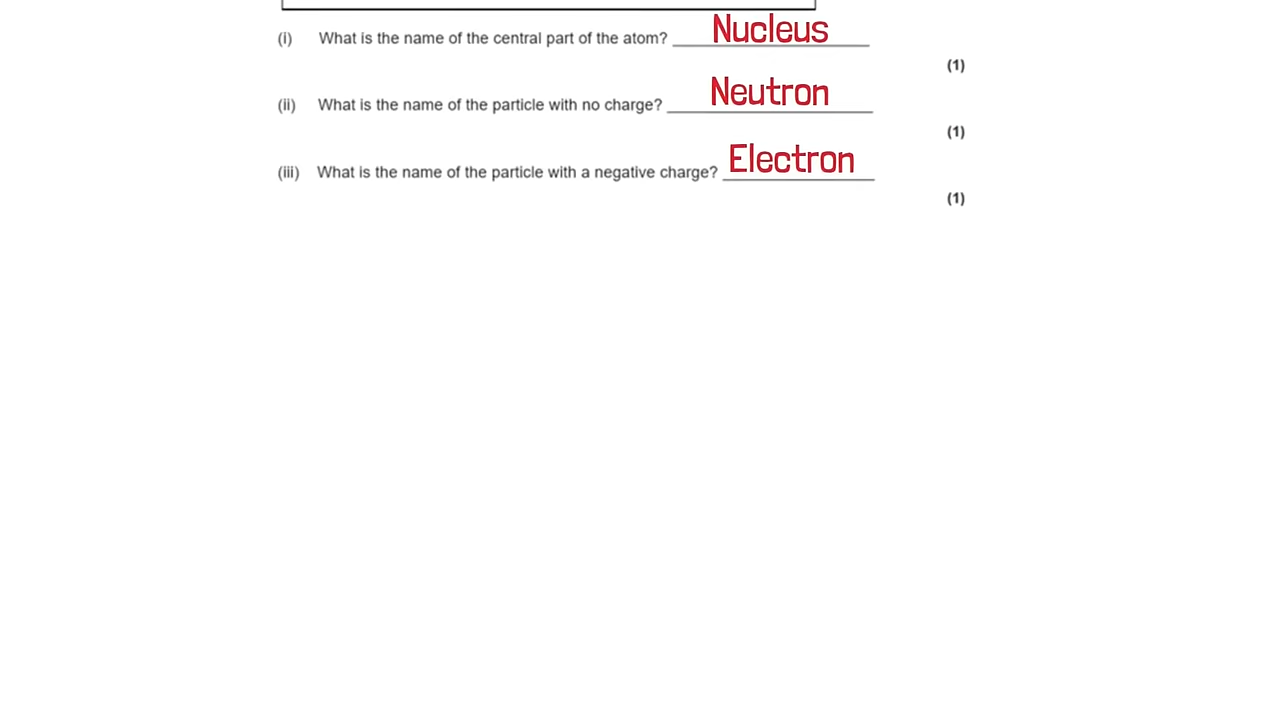 (i) What is the name of the central part of the atom? Nucleus
(1)
(ii) What is the name of the particle with no charge? Neutron
(1)
(iii) What is the name of the particle with a negative charge? Electron
(1)